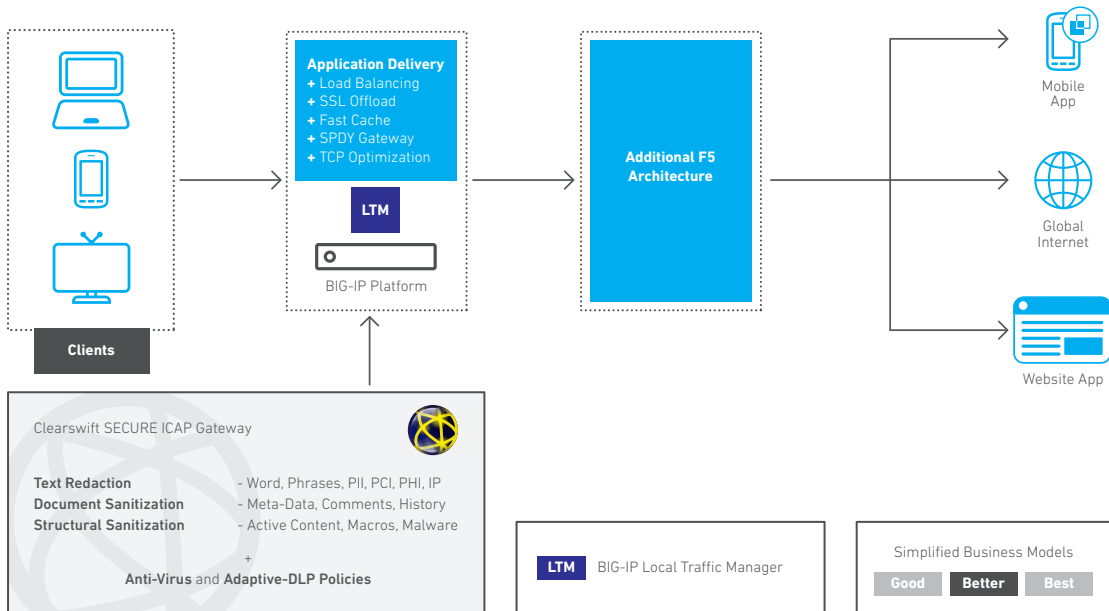 Application Delivery
+ Load Balancing
+ SSL Offload
+ Fast Cache
+ SPDY Gateway
+ TCP Optimization
LTM
BIG-IP Platform
Additional F5
Architecture
Mobile
App
Global
Internet
Website App
Clients
Clearswift SECURE ICAP Gateway
Text Redaction - Word, Phrases, PII, PCI, PHI, IP
Document Sanitization - Meta-Data, Comments, History
Structural Sanitization - Active Content, Macros, Malware
+
Anti-Virus and Adaptive-DLP Policies
LTM BIG-IP Local Traffic Manager
Simplified Business Models
Good Better Best